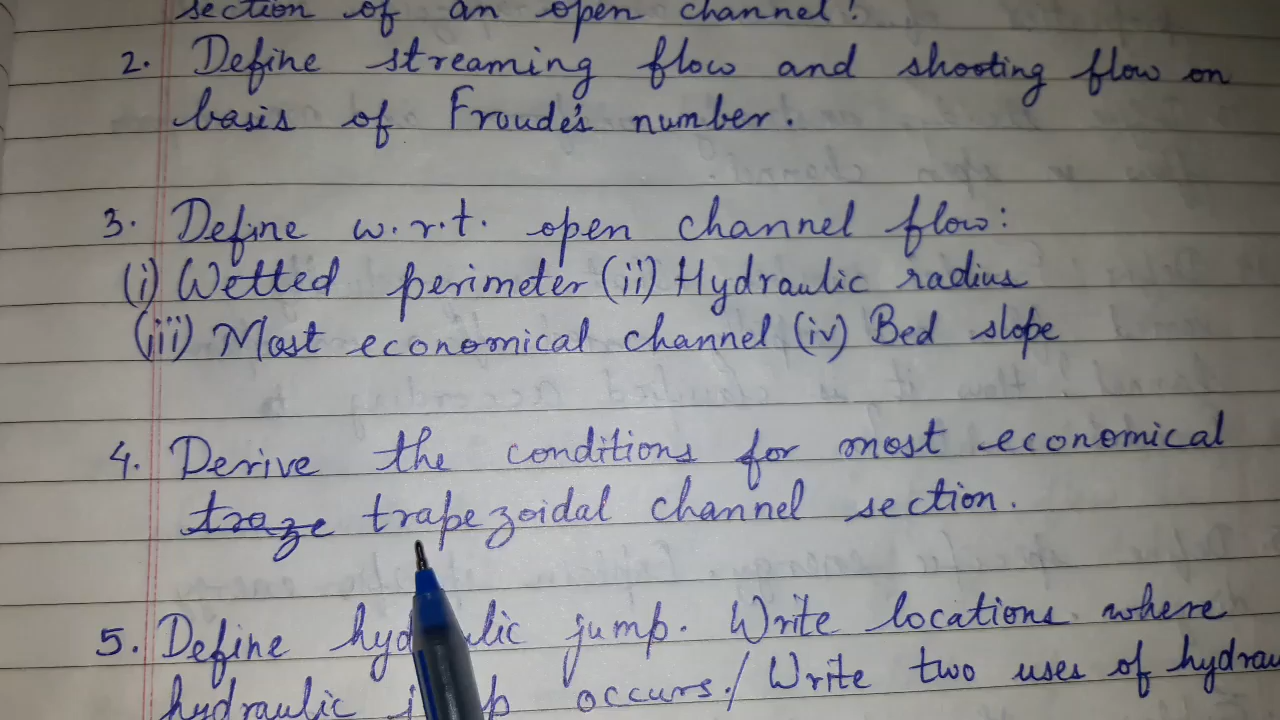 section of an open channel?
2. Define streaming flow and shooting flow on
basis of Froude's number.
3. Define w.r.t. open channel flow:
(i) Wetted perimeter (ii) Hydraulic radius
(iii) Most economical channel (iv) Bed slope
4. Derive the conditions for most economical
traze trapezoidal channel section.
5. Define hydraulic jump. Write locations where
hydraulic occurs./Write two uses of hydrau